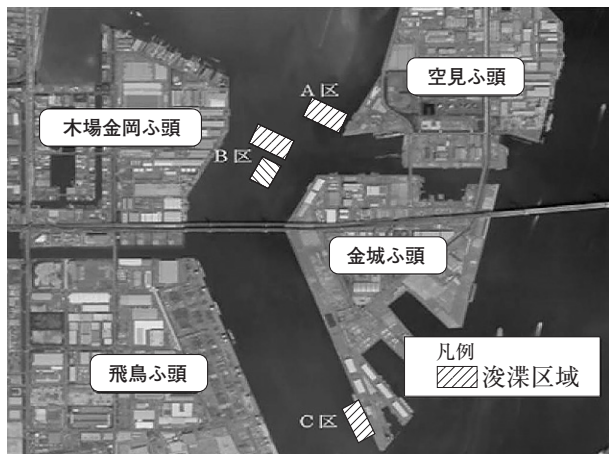 空見ふ頭
A区
木場金岡ふ頭
B区
金城ふ頭
凡例
浚渫区域
飛鳥ふ頭
C区